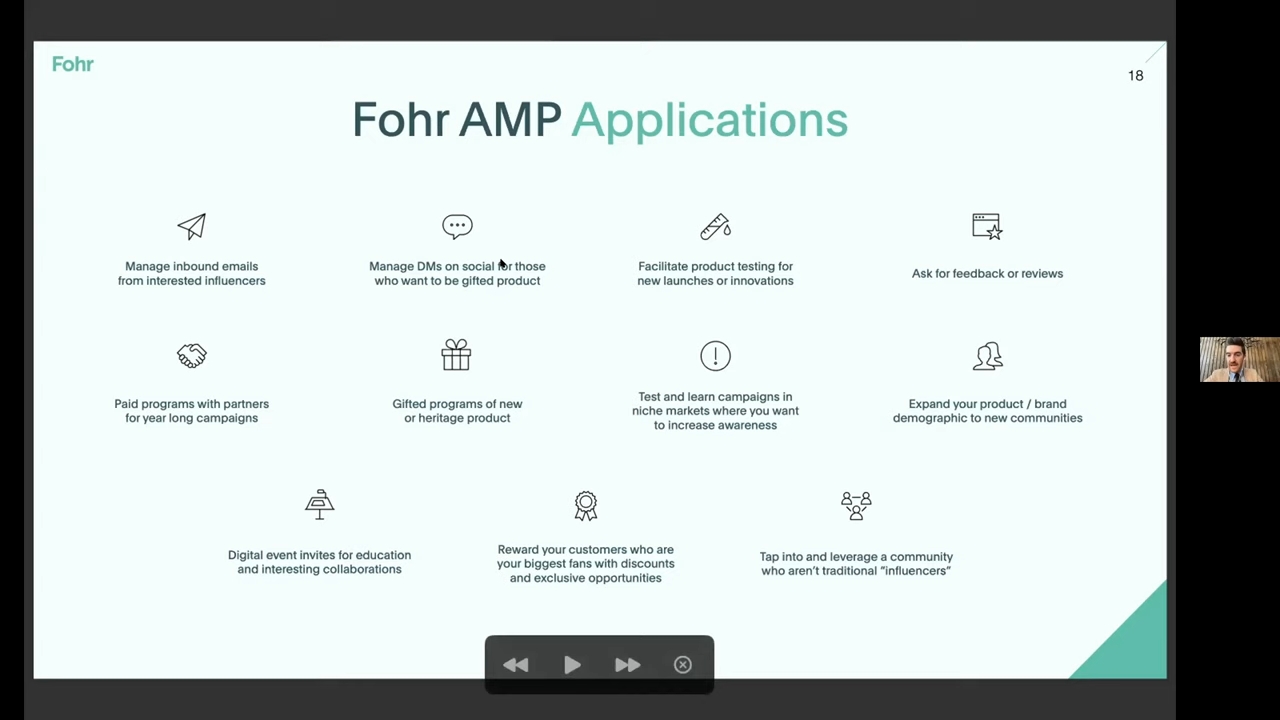 Fohr
18
Fohr AMP Applications
Manage inbound emails
from interested influencers
Manage DMs on social for those
who want to be gifted product
Facilitate product testing for
new launches or innovations
Ask for feedback or reviews
Paid programs with partners
for year long campaigns
Gifted programs of new
or heritage product
Test and learn campaigns in
niche markets where you want
to increase awareness
Expand your product / brand
demographic to new communities
Digital event invites for education
and interesting collaborations
Reward your customers who are
your biggest fans with discounts
and exclusive opportunities
Tap into and leverage a community
who aren't traditional "influencers"